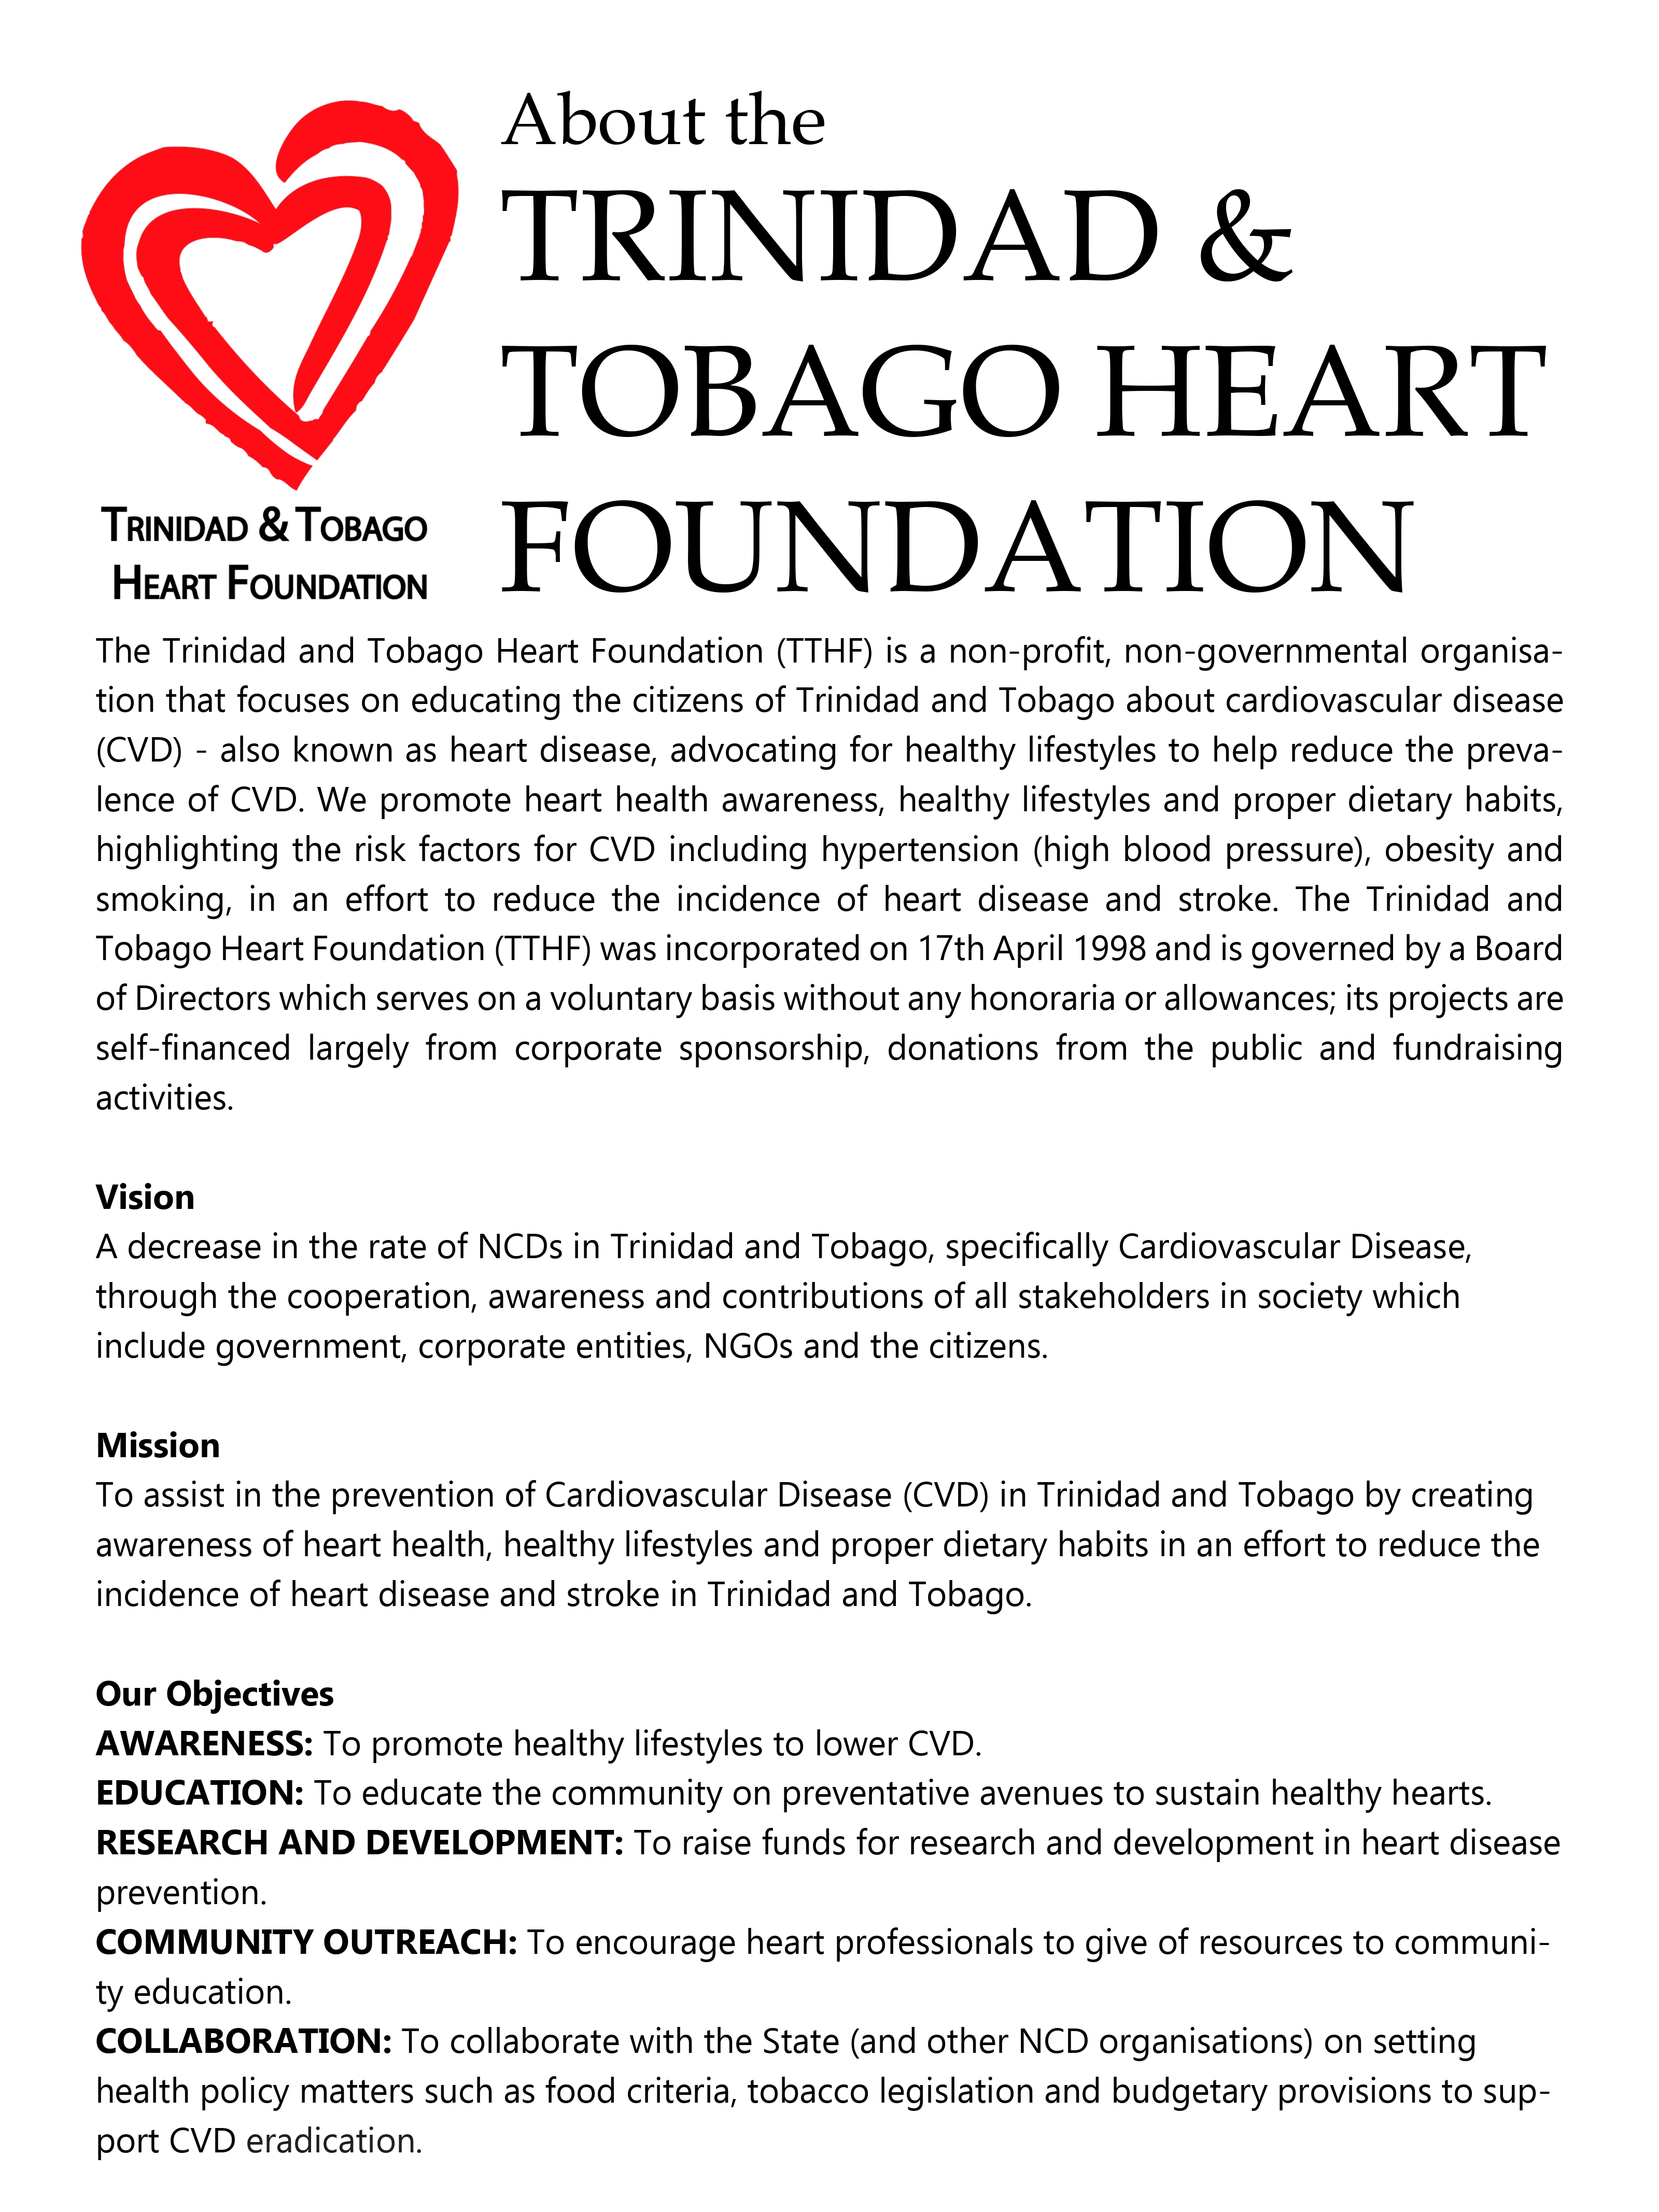 About the
TRINIDAD &
TOBAGO HEART
FOUNDATION
TRINIDAD & TOBAGO
HEART FOUNDATION
The Trinidad and Tobago Heart Foundation (TTHF) is a non-profit, non-governmental organisa-
tion that focuses on educating the citizens of Trinidad and Tobago about cardiovascular disease
(CVD) - also known as heart disease, advocating for healthy lifestyles to help reduce the preva-
lence of CVD. We promote heart health awareness, healthy lifestyles and proper dietary habits,
highlighting the risk factors for CVD including hypertension (high blood pressure), obesity and
smoking, in an effort to reduce the incidence of heart disease and stroke. The Trinidad and
Tobago Heart Foundation (TTHF) was incorporated on 17th April 1998 and is governed by a Board
of Directors which serves on a voluntary basis without any honoraria or allowances; its projects are
self-financed largely from corporate sponsorship, donations from the public and fundraising
activities.
Vision
A decrease in the rate of NCDs in Trinidad and Tobago, specifically Cardiovascular Disease,
through the cooperation, awareness and contributions of all stakeholders in society which
include government, corporate entities, NGOs and the citizens.
Mission
To assist in the prevention of Cardiovascular Disease (CVD) in Trinidad and Tobago by creating
awareness of heart health, healthy lifestyles and proper dietary habits in an effort to reduce the
incidence of heart disease and stroke in Trinidad and Tobago.
Our Objectives
AWARENESS: To promote healthy lifestyles to lower CVD.
EDUCATION: To educate the community on preventative avenues to sustain healthy hearts.
RESEARCH AND DEVELOPMENT: To raise funds for research and development in heart disease
prevention.
COMMUNITY OUTREACH: To encourage heart professionals to give of resources to communi-
ty education.
COLLABORATION: To collaborate with the State (and other NCD organisations) on setting
health policy matters such as food criteria, tobacco legislation and budgetary provisions to sup-
port CVD eradication.